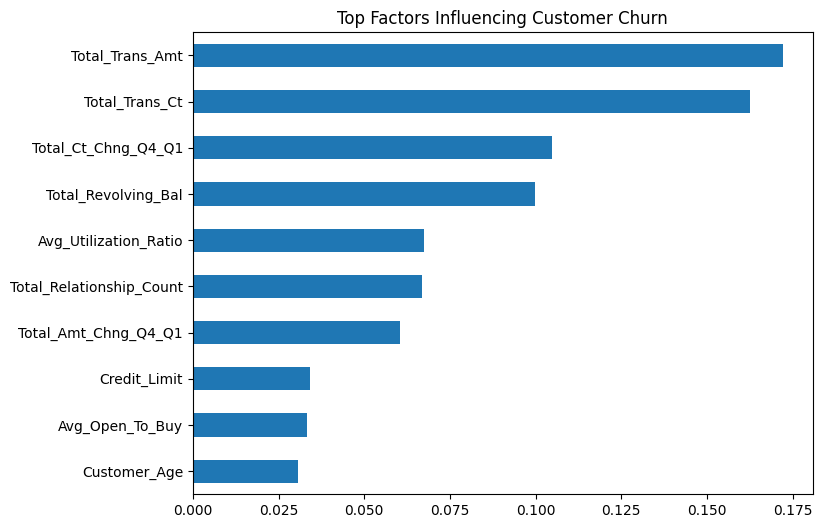 Top Factors Influencing Customer Churn
Total_Trans_Amt
Total_Trans_Ct
Total_Ct_Chng_Q4_Q1
Total_Revolving_Bal
Avg_Utilization_Ratio
Total_Relationship_Count
Total_Amt_Chng_Q4_Q1
Credit_Limit
Avg_Open_To_Buy
Customer_Age
0.000 0.025 0.050 0.075 0.100 0.125 0.150 0.175